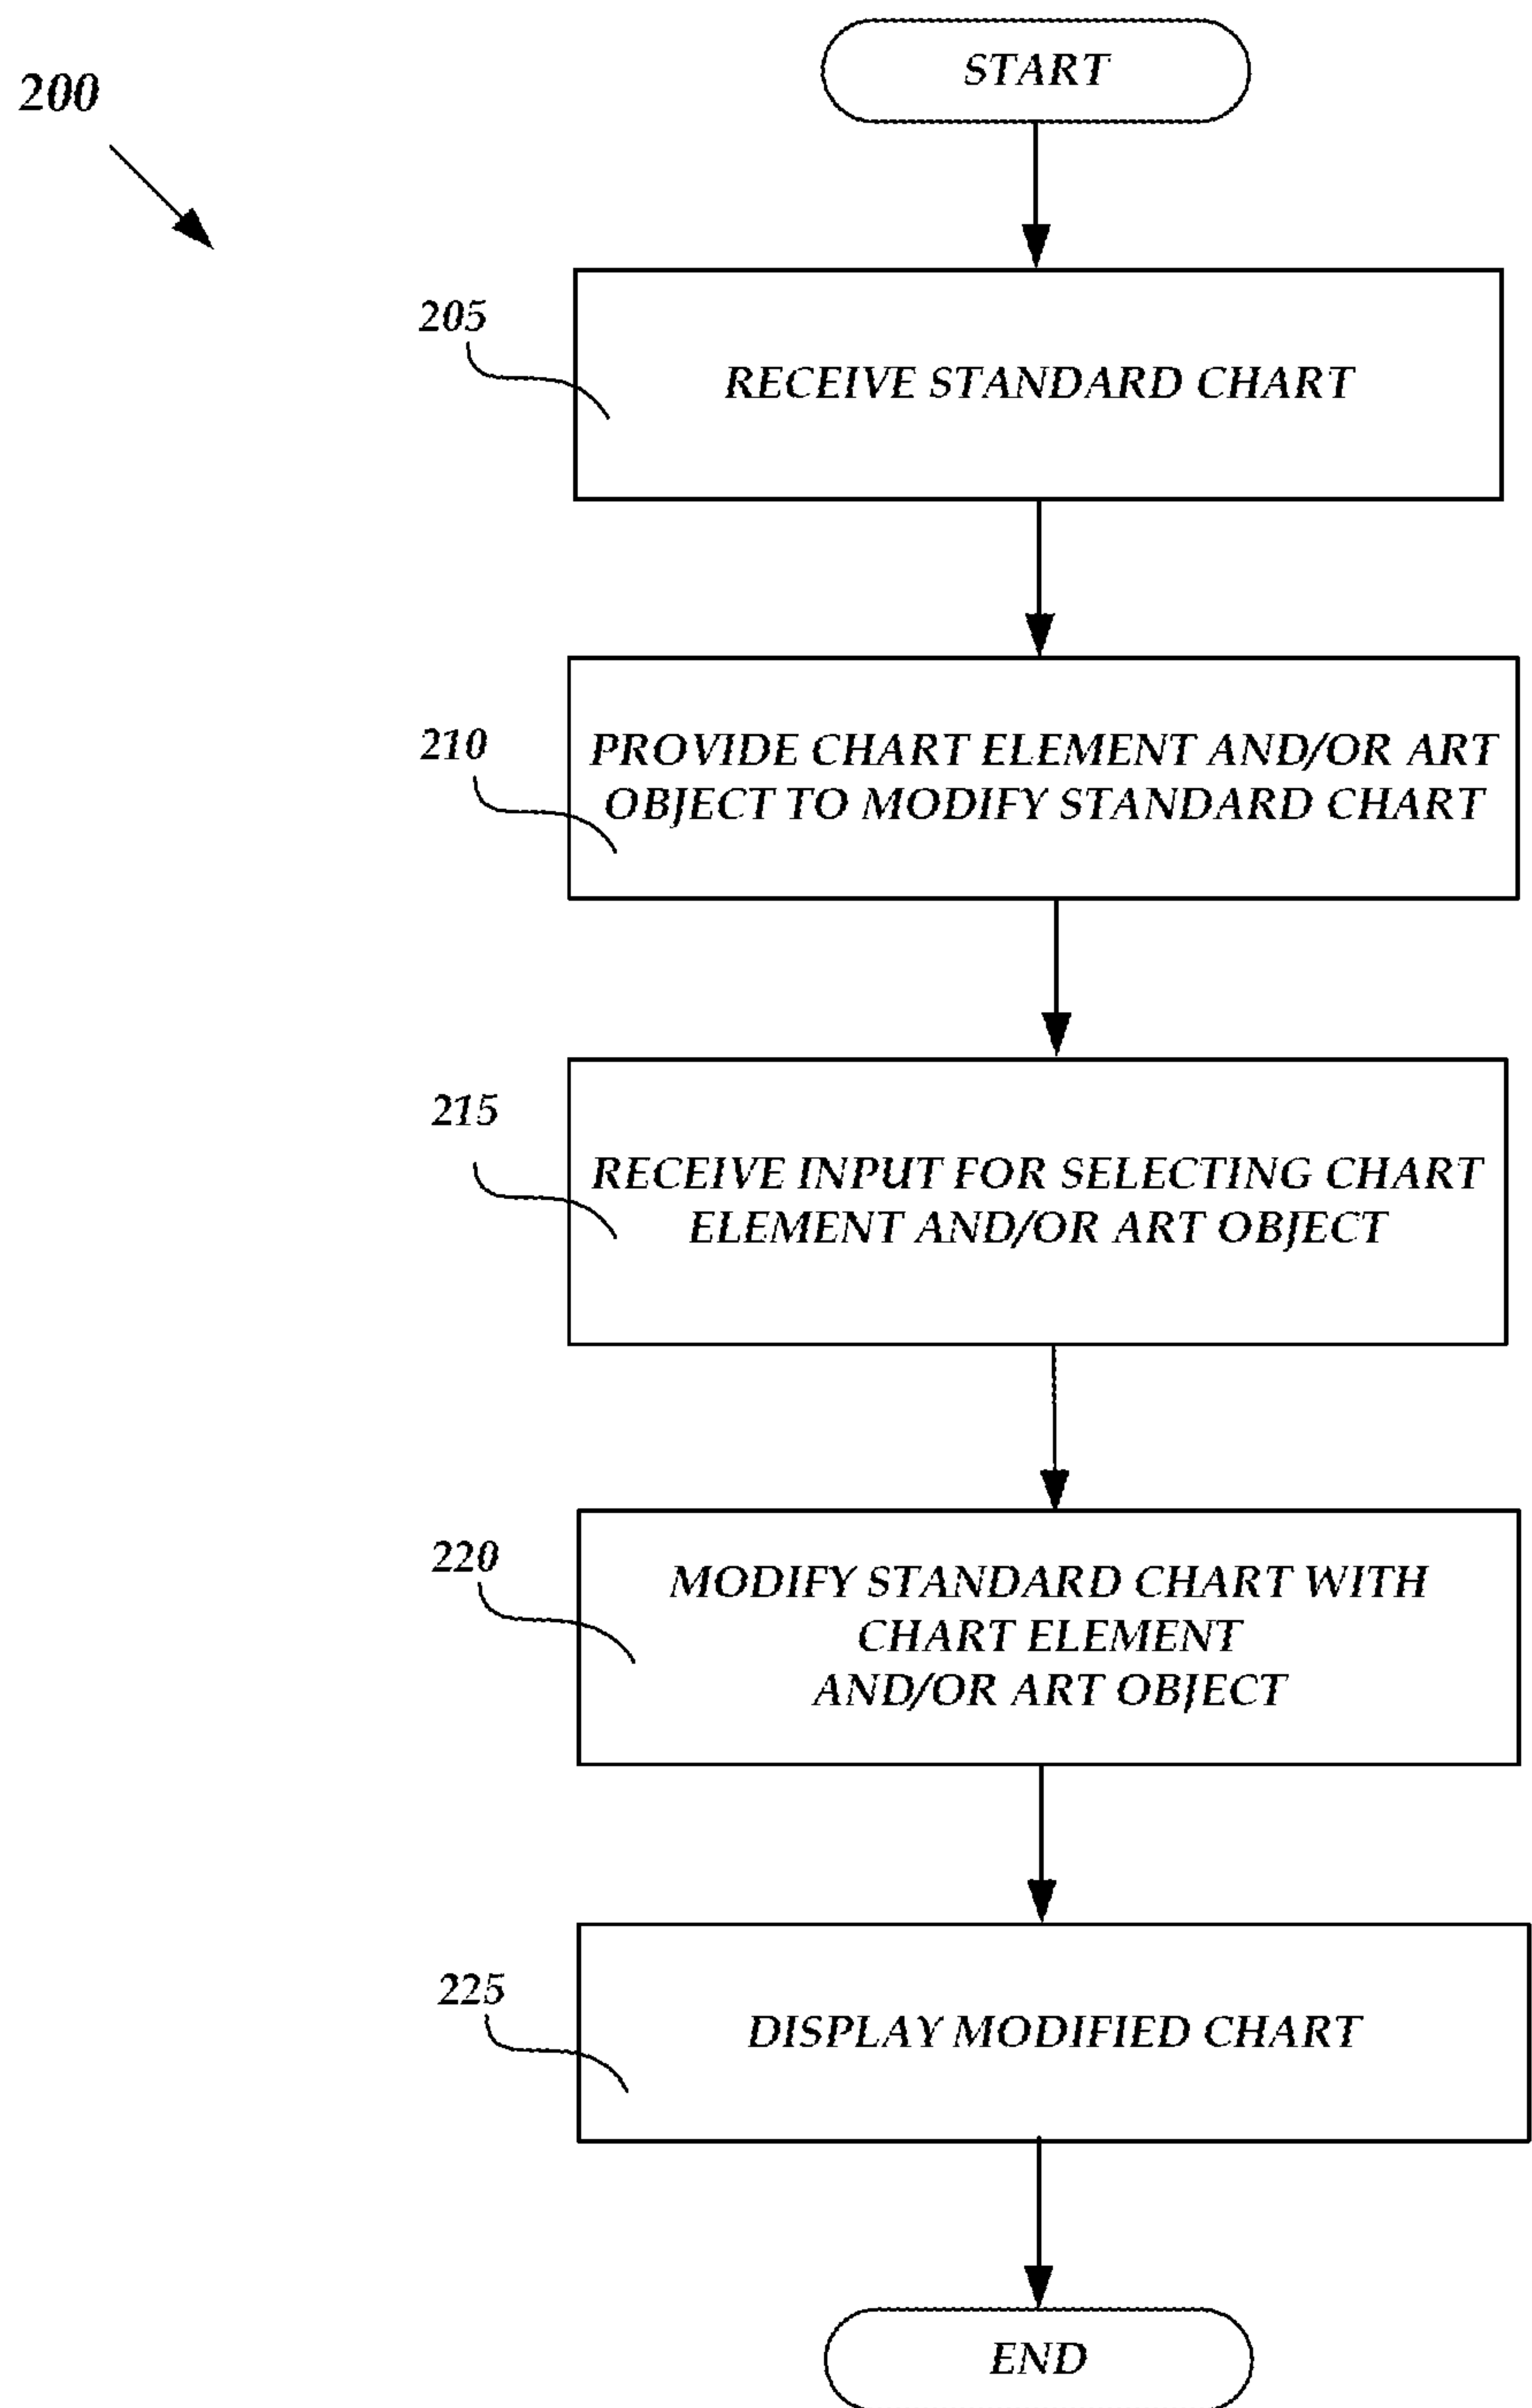 START
200
205
RECEIVE STANDARD CHART
210
PROVIDE CHART ELEMENT AND/OR ART
OBJECT TO MODIFY STANDARD CHART
215
RECEIVE INPUT FOR SELECTING CHART
ELEMENT AND/OR ART OBJECT
220
MODIFY STANDARD CHART WITH
CHART ELEMENT
AND/OR ART OBJECT
225
DISPLAY MODIFIED CHART
END